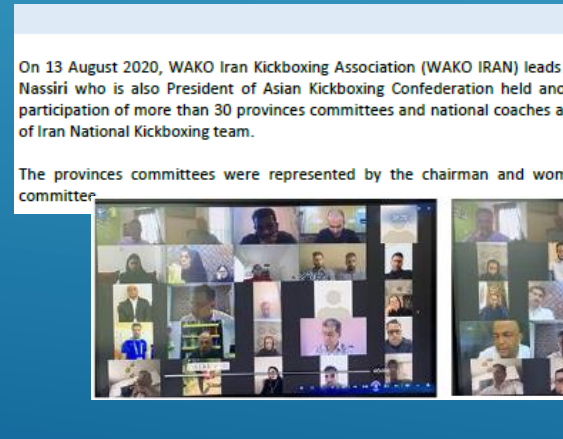 On 13 August 2020, WAKO Iran Kickboxing Association (WAKO IRAN) leads
Nassiri who is also President of Asian Kickboxing Confederation held
participation of more than 30 provinces committees and national coaches
of Iran National Kickboxing team.
The provinces committees were represented by the chairman and
committee